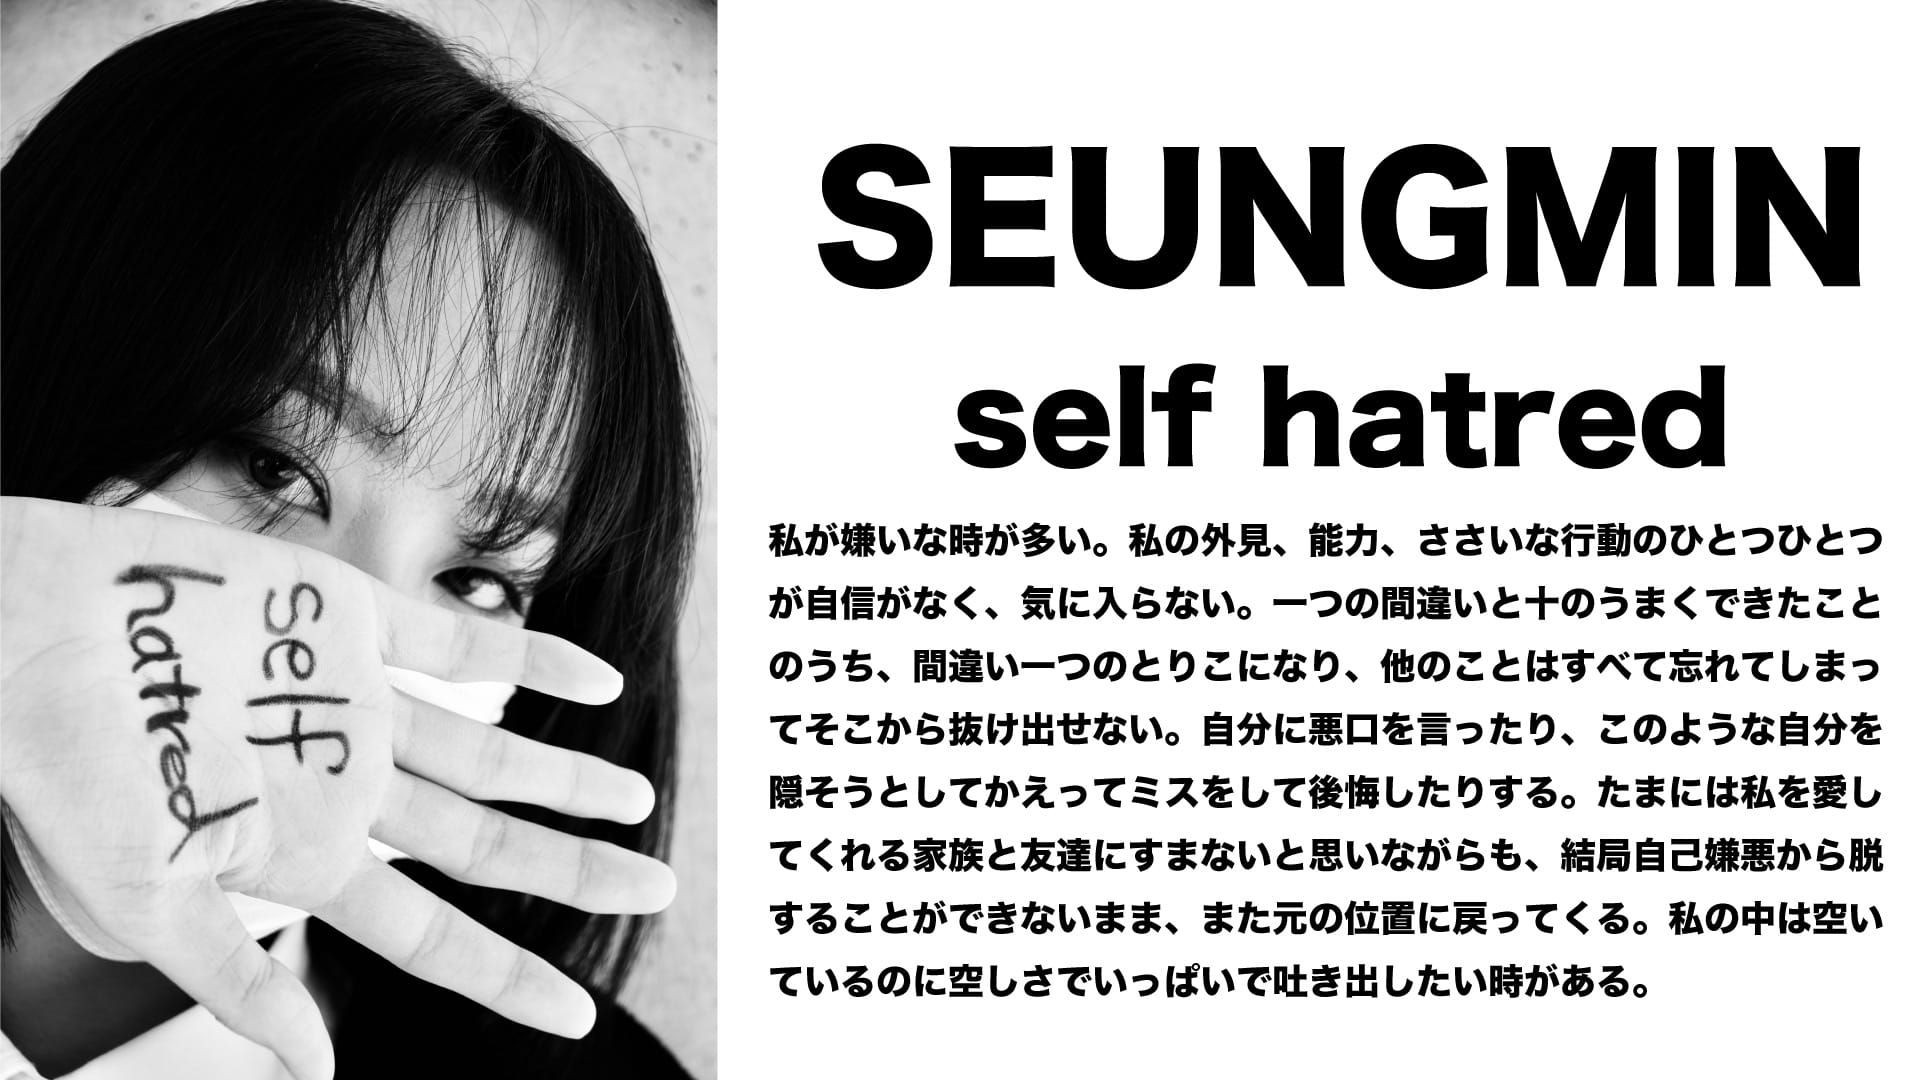 SEUNGMIN
self hatred
私が嫌いな時が多い。私の外見、能力、ささいな行動のひとつひとつ
が自信がなく、気に入らない。一つの間違いと十のうまくできたこと
のうち、間違い一つのとりこになり、他のことはすべて忘れてしまっ
てそこから抜け出せない。自分に悪口を言ったり、このような自分を
隠そうとしてかえってミスをして後悔したりする。たまには私を愛し
てくれる家族と友達にすまないと思いながらも、結局自己嫌悪から脱
することができないまま、また元の位置に戻ってくる。私の中は空い
ているのに空しさでいっぱいで吐き出したい時がある。
self
hatred